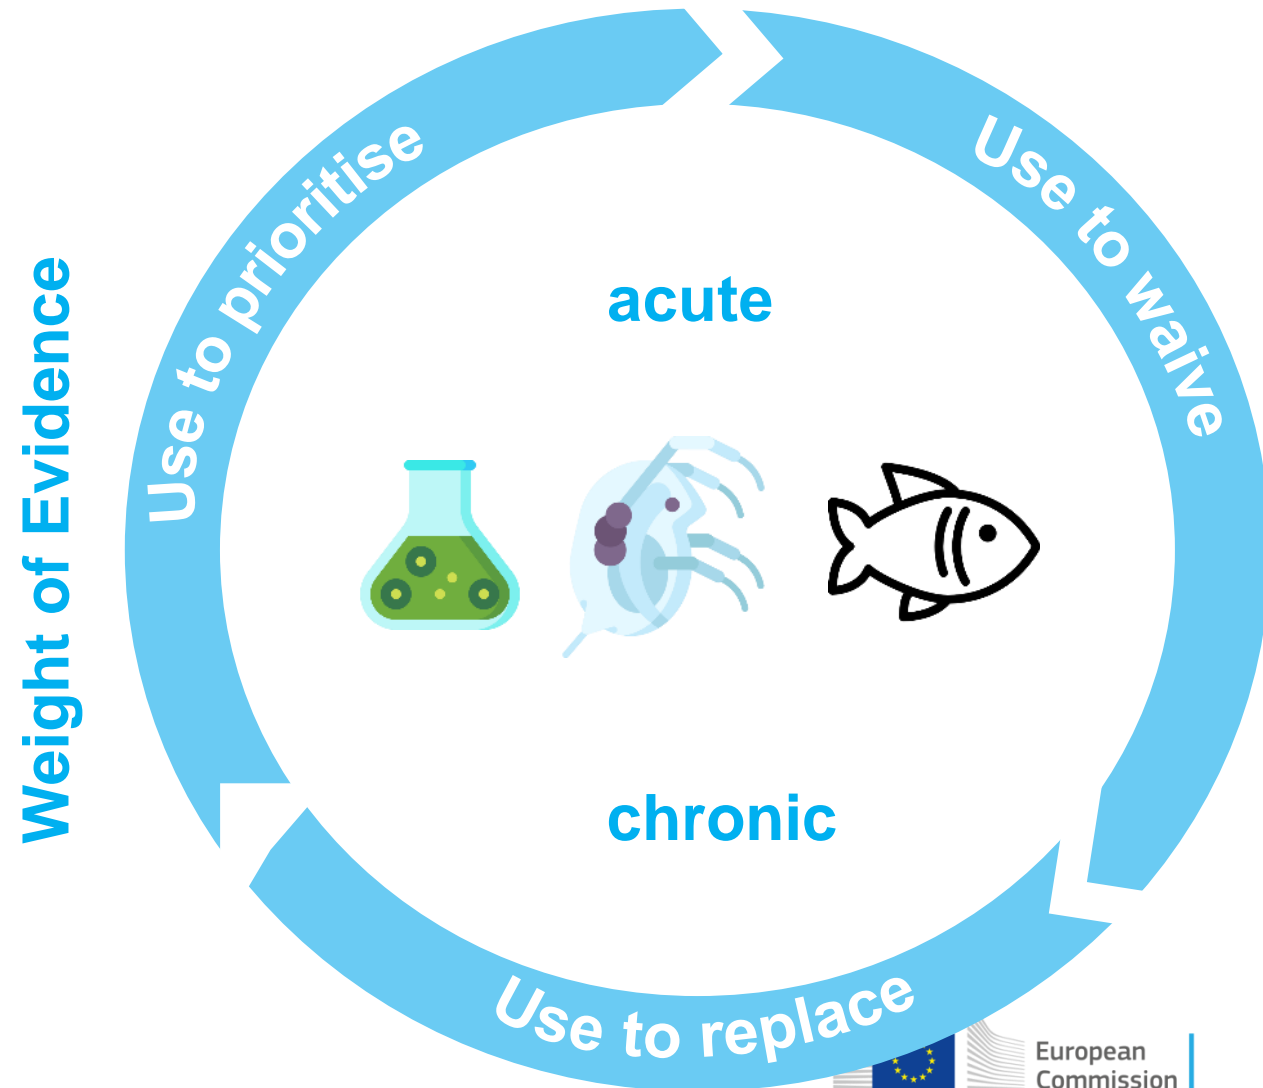 Weight of Evidence
Use to prioritise
Use to waive
acute
chronic
Use to replace
European
Commission